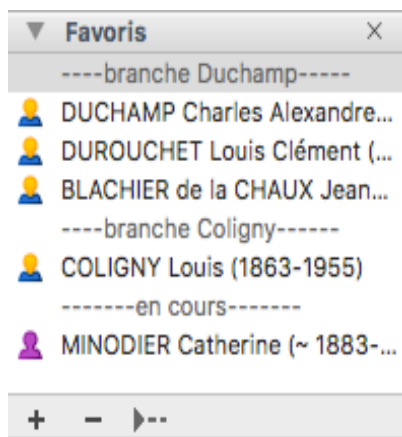 Favoris
----branche Duchamp-----
DUCHAMP Charles Alexandre...
DUROUCHET Louis Clément (...
BLACHIER de la CHAUX Jean...
----branche Coligny------
COLIGNY Louis (1863-1955)
-------en cours-------
MINODIER Catherine (~ 1883-...